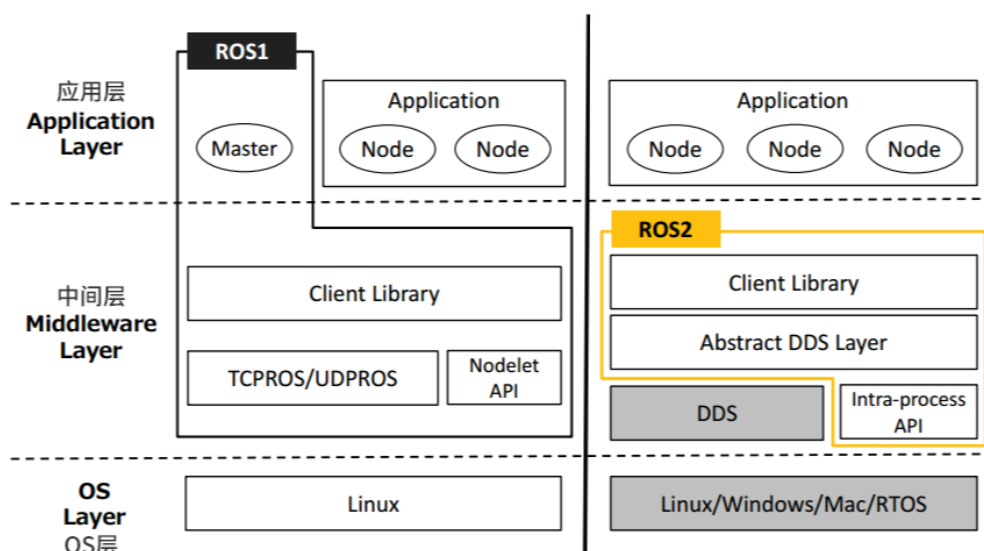 ROS1
应用层
Application
Layer
Master
Application
Node
Node
Application
Node
Node
Node
中间层
Middleware
Layer
Client Library
TCPROS/UDPROS
Nodelet
API
ROS2
Client Library
Abstract DDS Layer
DDS
Intra-process
API
OS
Layer
OS层
Linux
Linux/Windows/Mac/RTOS